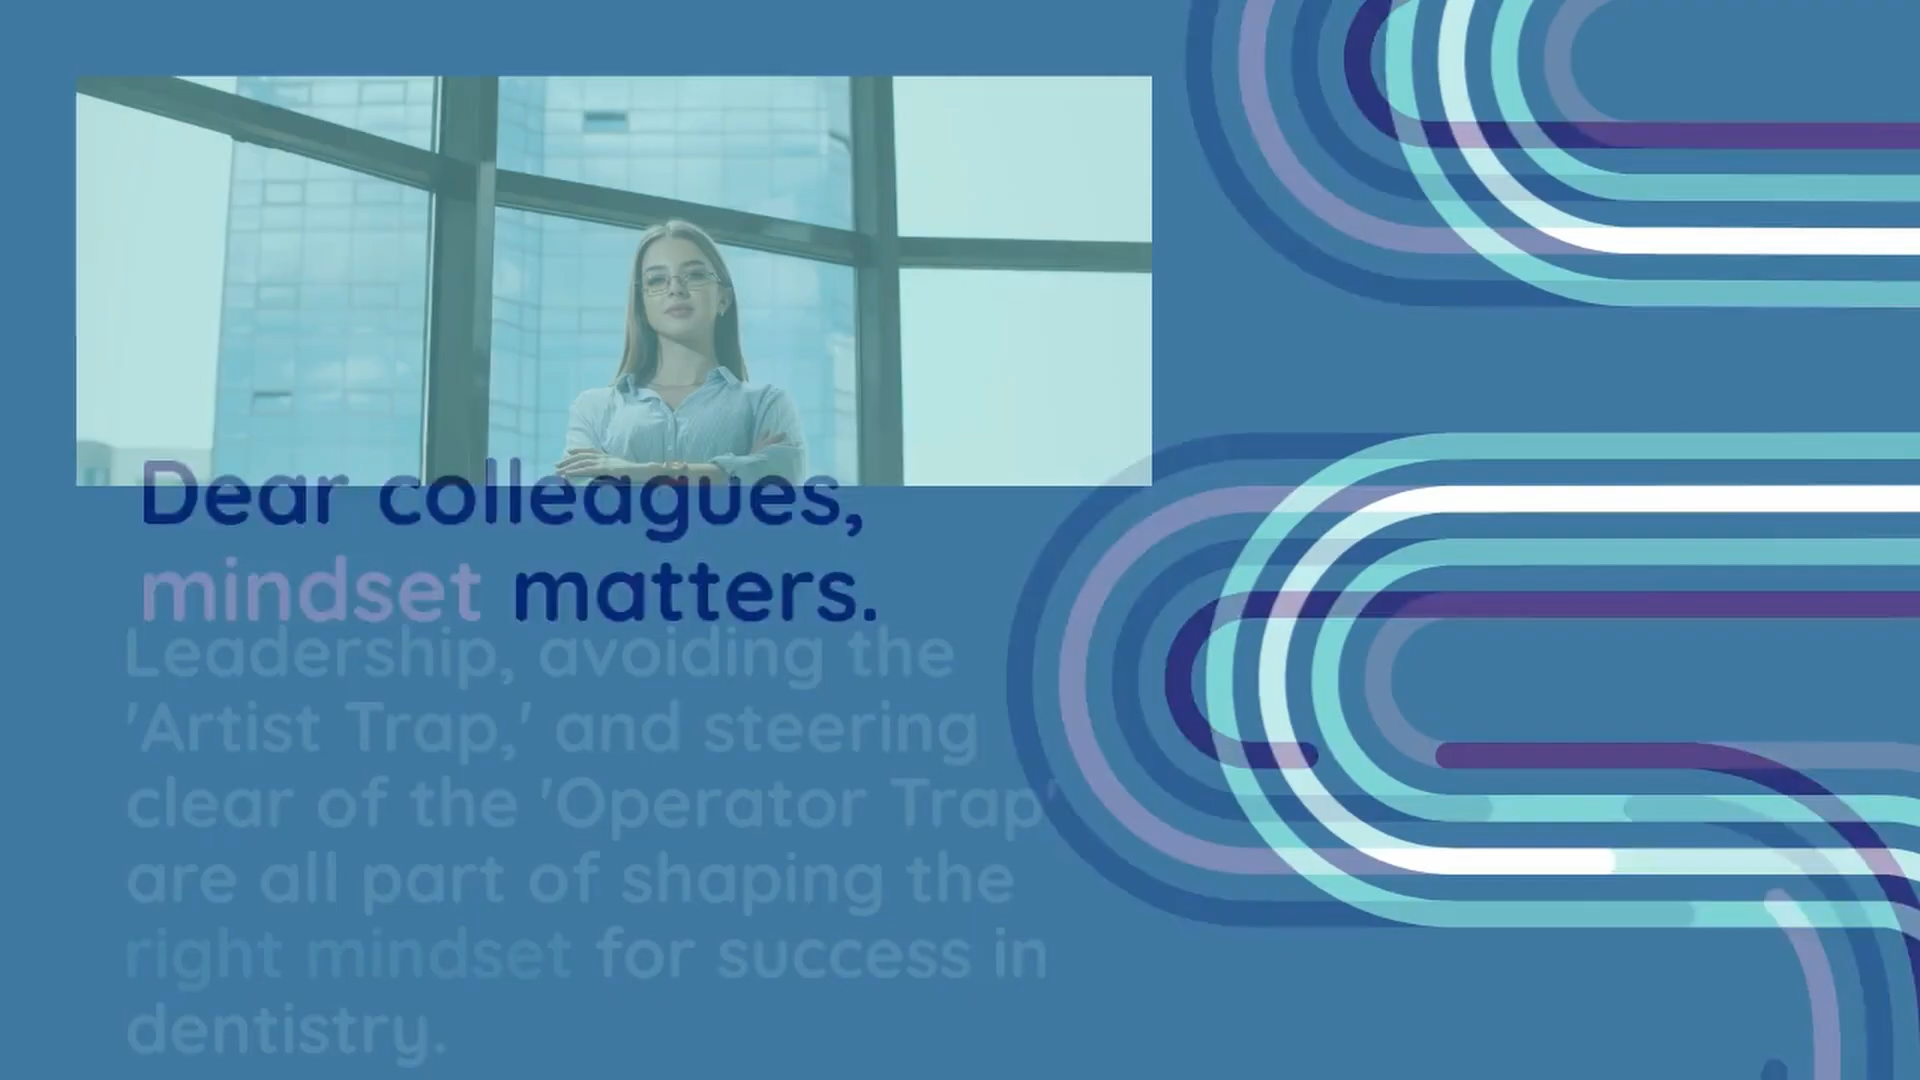 Dear colleagues,
mindset matters.
Leadership, avoiding the
'Artist Trap,' and steering
clear of the 'Operator Trap'
are all part of shaping the
right mindset for success in
dentistry.